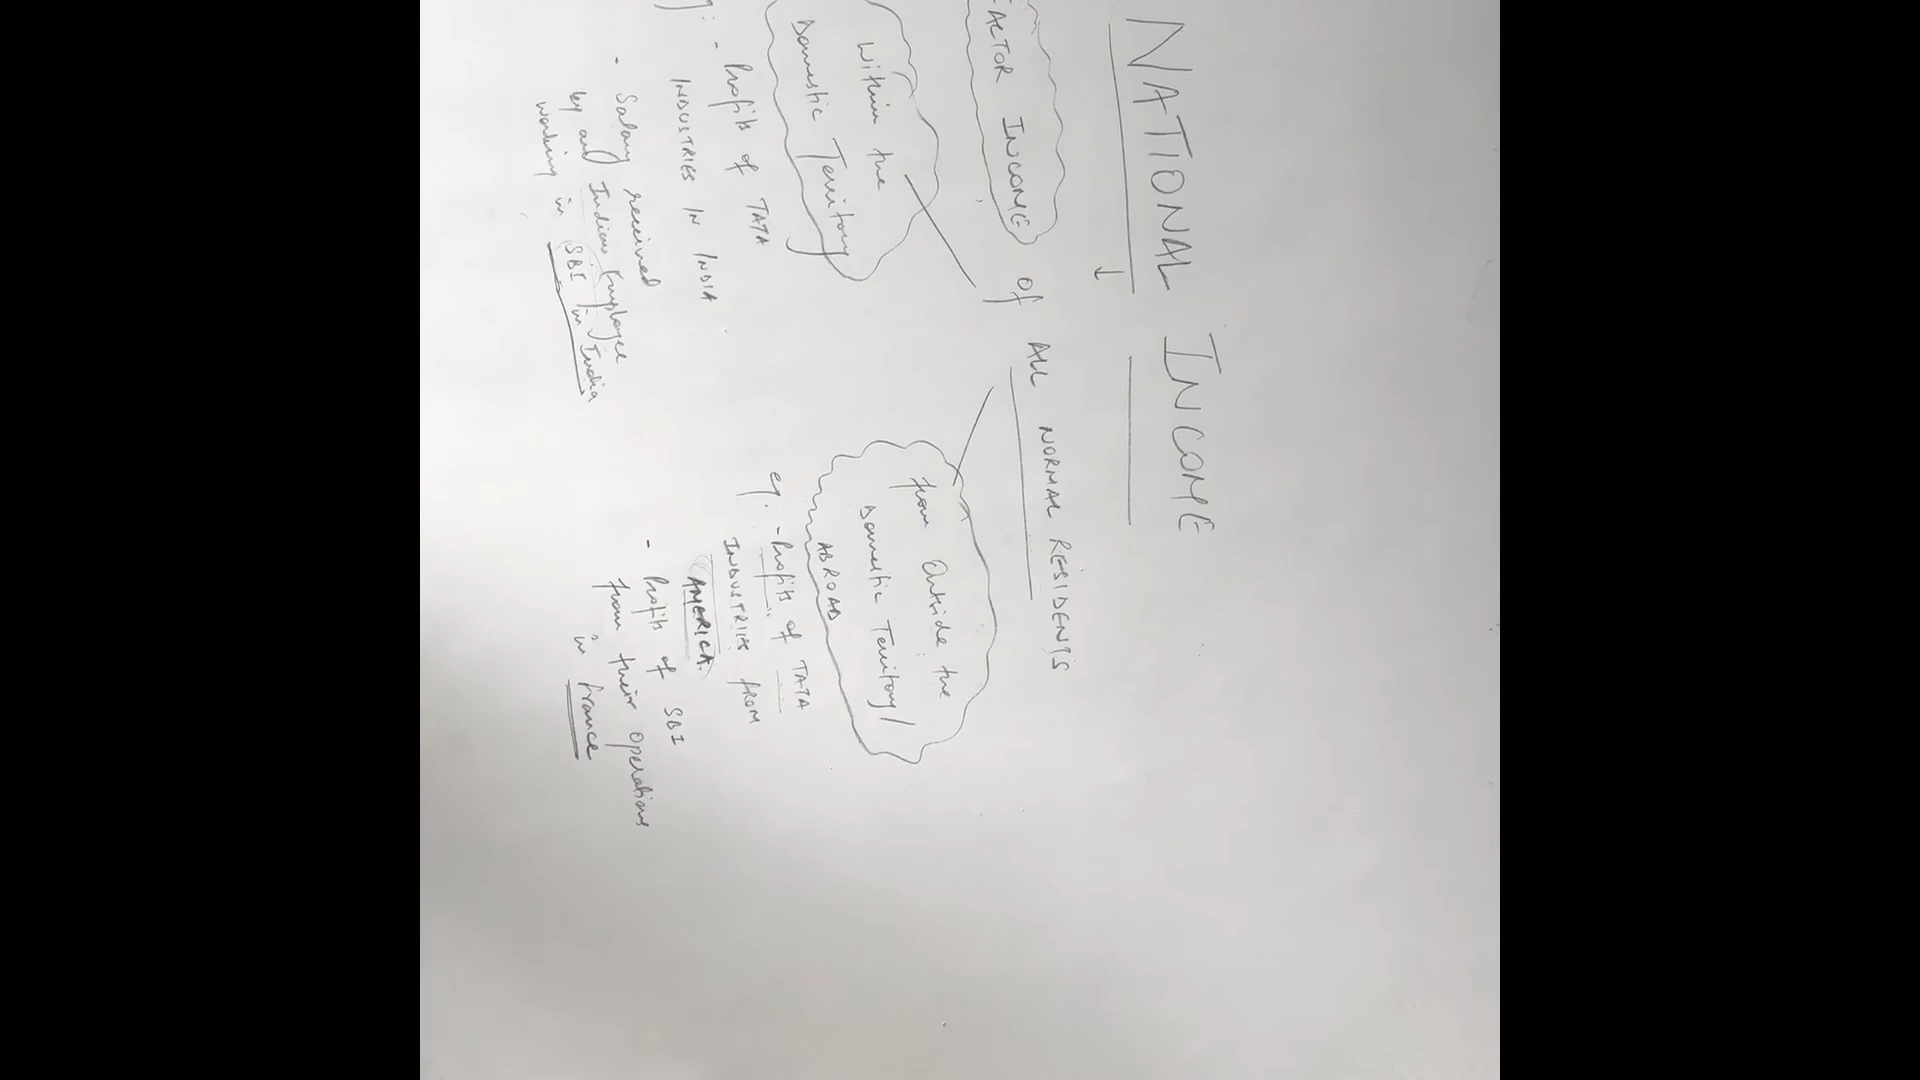 NATIONAL INCOME
↓
FACTOR INCOME of ALL NORMAL RESIDENTS
Within the
Domestic Territory
eg: - Profits of TATA
INDUSTRIES IN INDIA
- Salary received
by and Indian Employee
working in SBI in India
from Outside the
Domestic Territory/
ABROAD
eg: - Profits of TATA
INDUSTRIES FROM
AMERICA.
- Profits of SBI
from their operations
in France